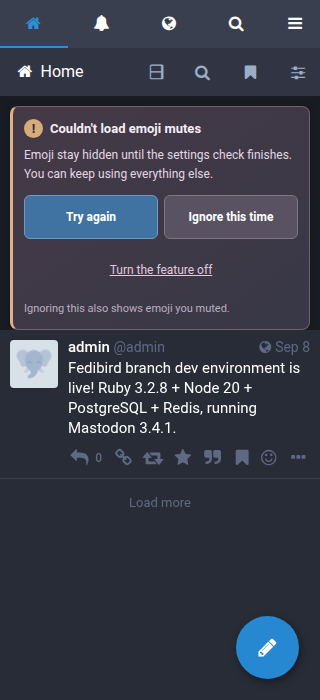 Home
! Couldn't load emoji mutes
Emoji stay hidden until the settings check finishes.
You can keep using everything else.
Try again
Ignore this time
Turn the feature off
Ignoring this also shows emoji you muted.
admin @admin Sep 8
Fedibird branch dev environment is
live! Ruby 3.2.8 + Node 20 +
PostgreSQL + Redis, running
Mastodon 3.4.1.
0
Load more